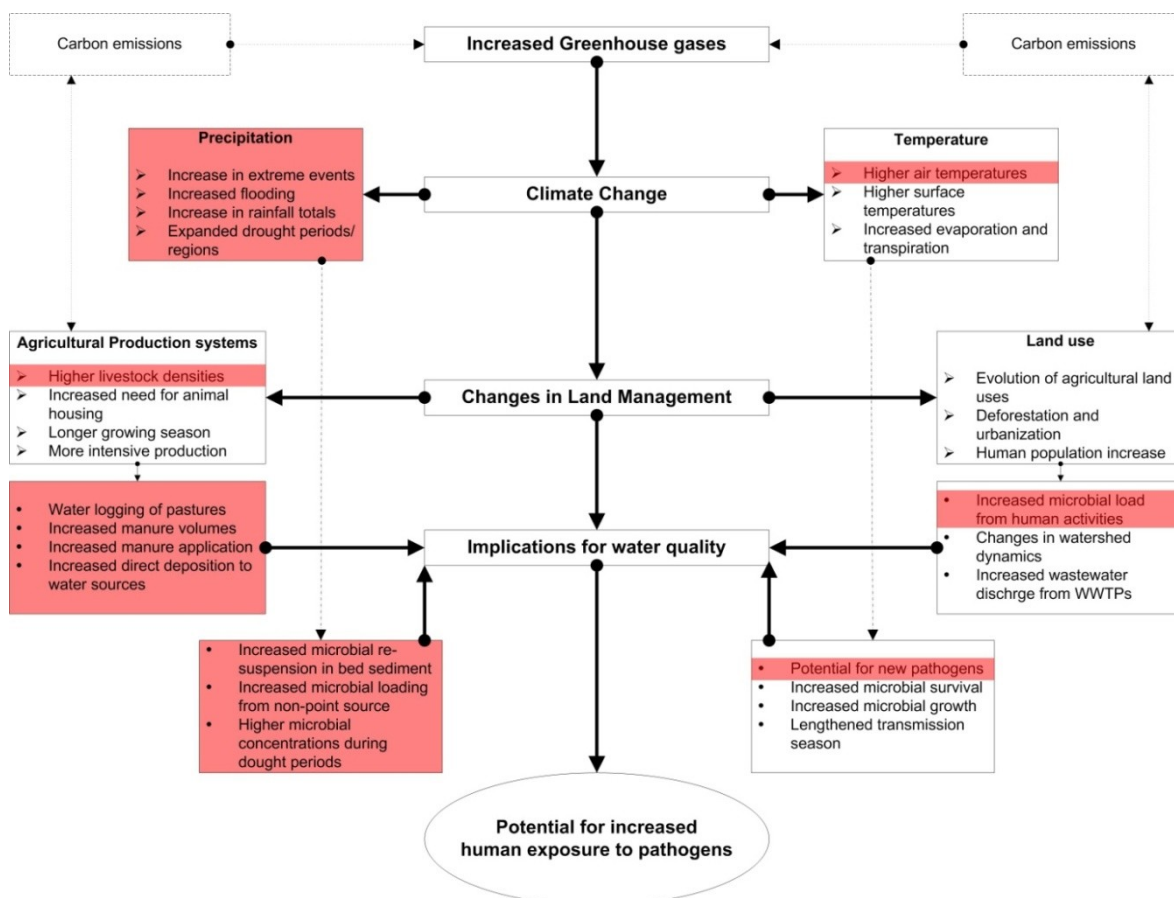 Carbon emissions
Increased Greenhouse gases
Carbon emissions
Precipitation
➢ Increase in extreme events
➢ Increased flooding
➢ Increase in rainfall totals
➢ Expanded drought periods/
regions
Climate Change
Temperature
➢ Higher air temperatures
➢ Higher surface
temperatures
➢ Increased evaporation and
transpiration
Agricultural Production systems
➢ Higher livestock densities
➢ Increased need for animal
housing
➢ Longer growing season
➢ More intensive production
Changes in Land Management
Land use
➢ Evolution of agricultural land
uses
➢ Deforestation and
urbanization
➢ Human population increase
• Water logging of pastures
• Increased manure volumes
• Increased manure application
• Increased direct deposition to
water sources
Implications for water quality
• Increased microbial load
from human activities
• Changes in watershed
dynamics
• Increased wastewater
dischrge from WWTPs
• Increased microbial re-
suspension in bed sediment
• Increased microbial loading
from non-point source
• Higher microbial
concentrations during
dought periods
• Potential for new pathogens
• Increased microbial survival
• Increased microbial growth
• Lengthened transmission
season
Potential for increased
human exposure to pathogens